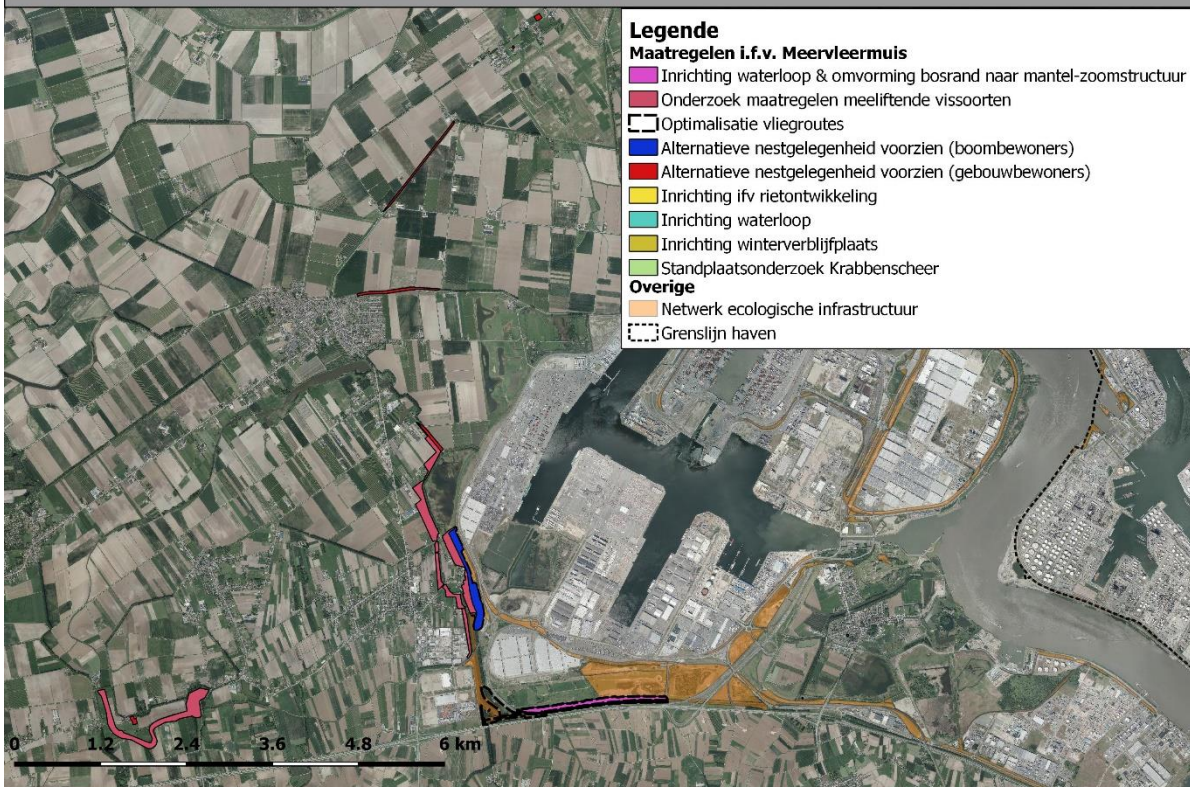 Legende
Maatregelen i.f.v. Meervleermuis
Inrichting waterloop & omvorming bosrand naar mantel-zoomstructuur
Onderzoek maatregelen meeliftende vissoorten
Optimalisatie vliegroutes
Alternatieve nestgelegenheid voorzien (boombewoners)
Alternatieve nestgelegenheid voorzien (gebouwbewoners)
Inrichting ifv rietontwikkeling
Inrichting waterloop
Inrichting winterverblijfplaats
Standplaatsonderzoek Krabbenscheer
Overige
Netwerk ecologische infrastructuur
Grenslijn haven
0 1.2 2.4 3.6 4.8 6 km